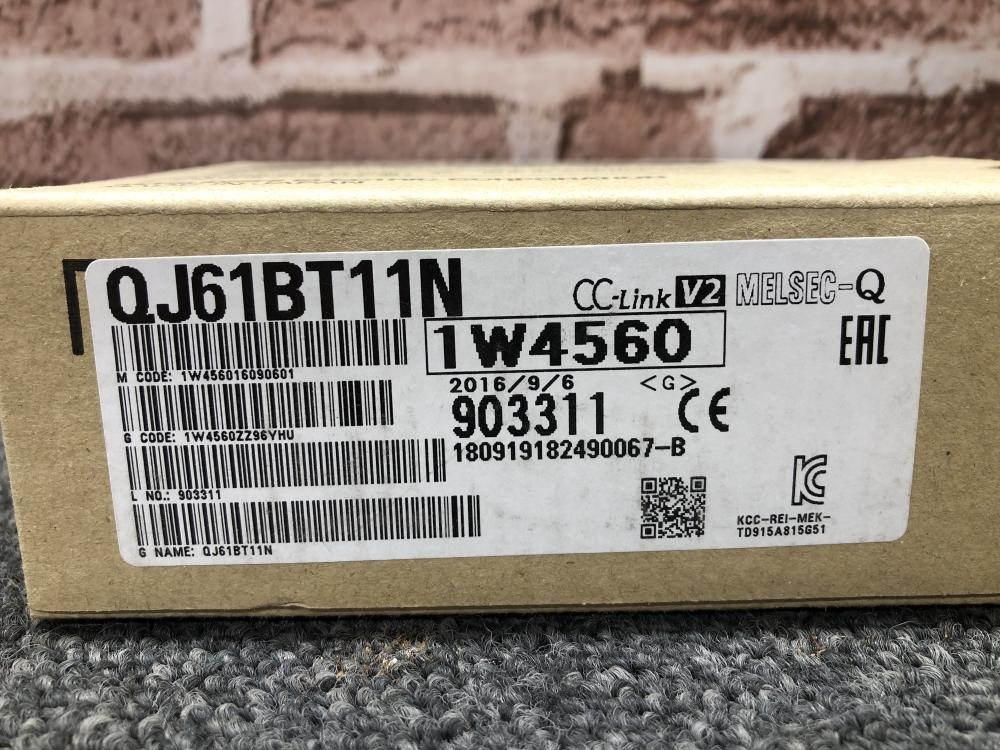 QJ61BT11N
CC-Link V2 MELSEC-Q
1W4560
EAC
M CODE: 1W456016090601
2016/9/6 <G>
903311 CE
G CODE: 1W4560ZZ96YHU
180919182490067-B
L NO.: 903311
KC
KCC-REI-MEK-
TD915A815G51
G NAME: QJ61BT11N